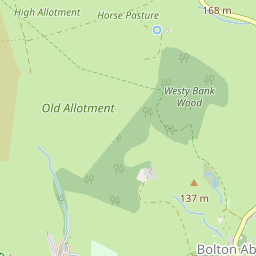 High Allotment
Horse Pasture
168 m
Westy Bank
Wood
Old Allotment
137 m
Bolton Ab